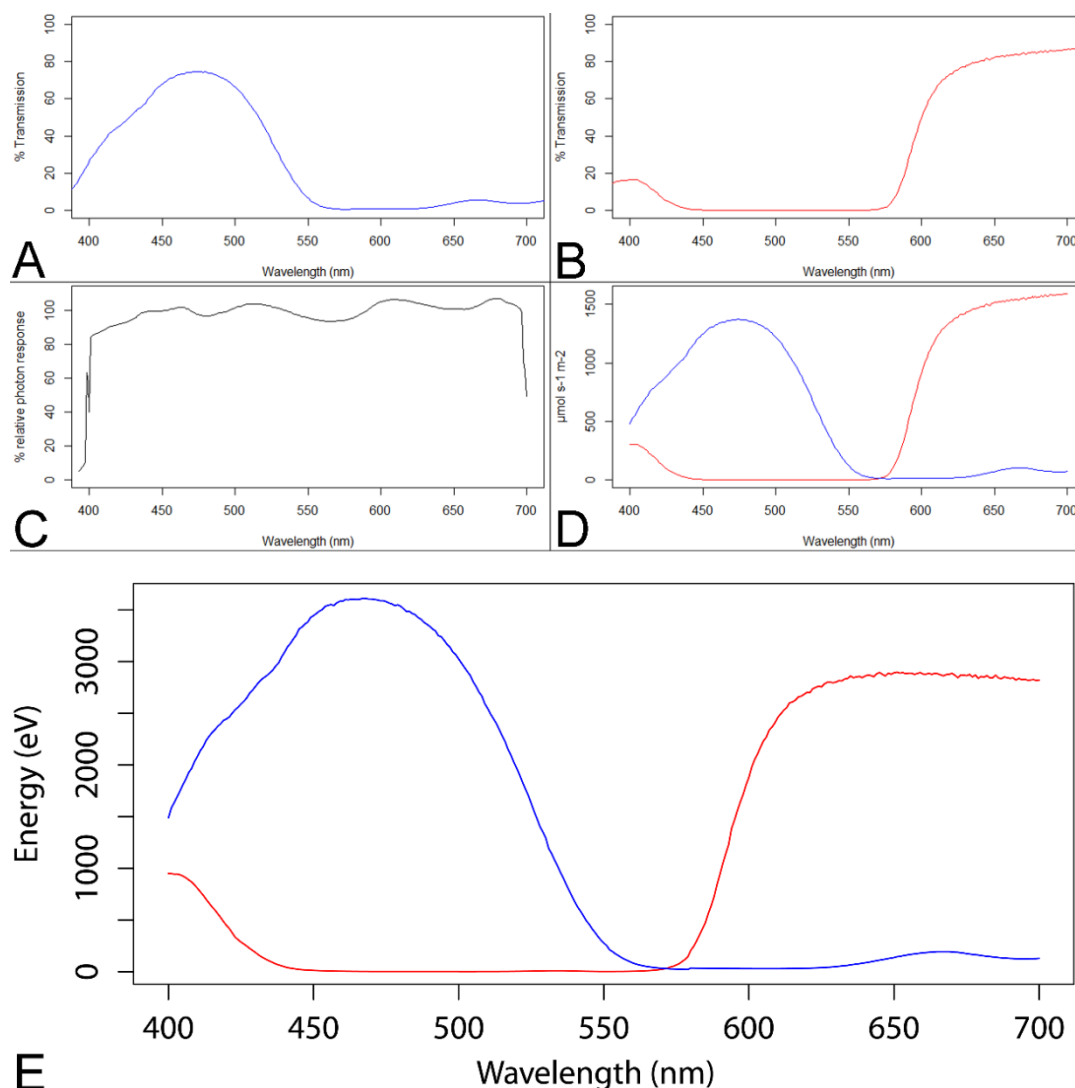 % Transmission
0 20 40 60 80 100
400 450 500 550 600 650 700
Wavelength (nm)
A
% Transmission
0 20 40 60 80 100
400 450 500 550 600 650 700
Wavelength (nm)
B
% relative photon response
0 20 40 60 80 100
400 450 500 550 600 650 700
Wavelength (nm)
C
µmol s-1 m-2
0 500 1000 1500
400 450 500 550 600 650 700
Wavelength (nm)
D
Energy (eV)
0 1000 2000 3000
400 450 500 550 600 650 700
Wavelength (nm)
E